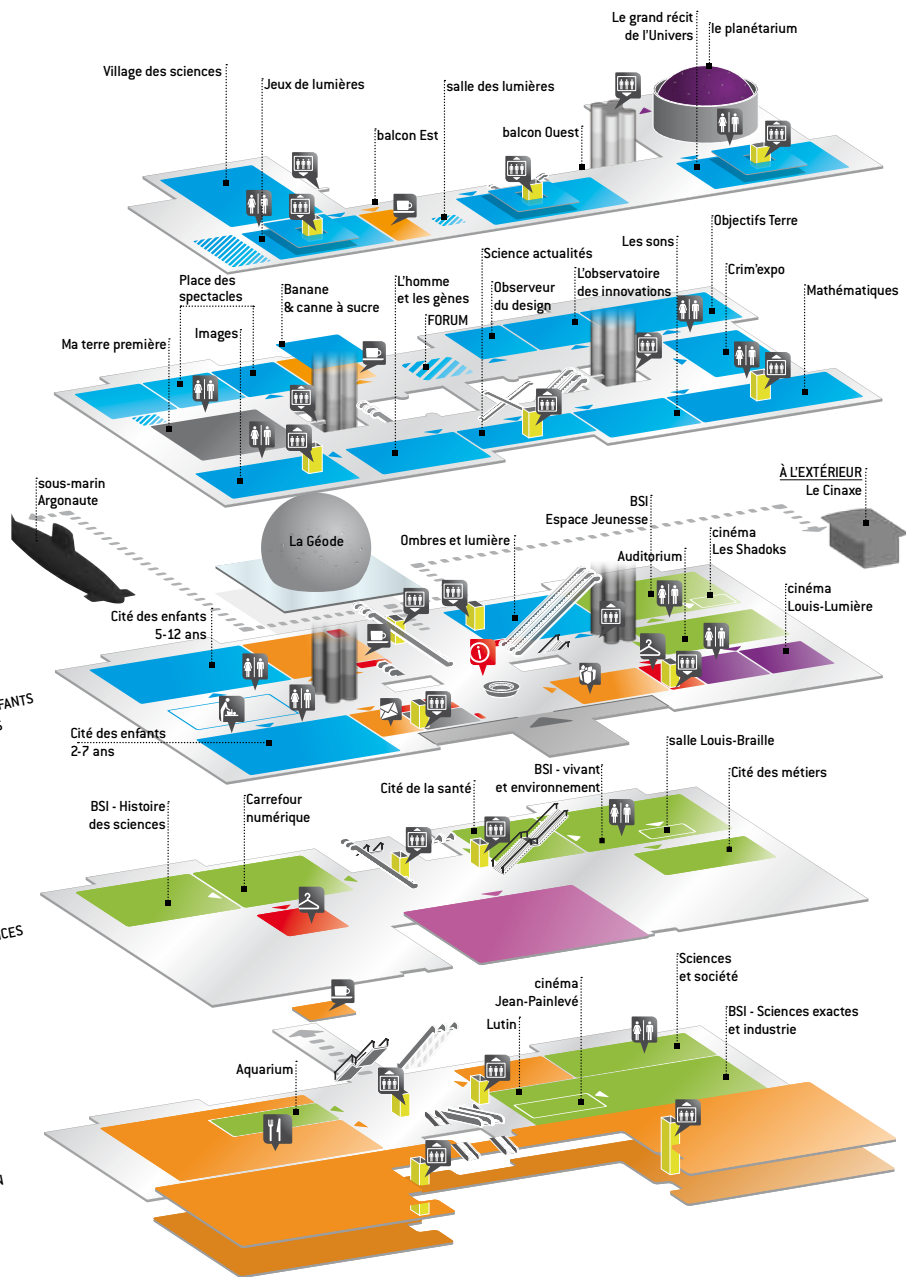 Le grand récit
de l'Univers
le planétarium
Village des sciences
Jeux de lumières
salle des lumières
balcon Est
balcon Ouest
Objectifs Terre
Les sons
Science actualités
Crim'expo
L'homme
et les gènes
Observeur
du design
L'observatoire
des innovations
Place des
spectacles
Banane
& canne à sucre
Mathématiques
FORUM
Images
Ma terre première
À L'EXTÉRIEUR
Le Cinaxe
sous-marin
Argonaute
BSI
Espace Jeunesse
La Géode
Ombres et lumière
cinéma
Les Shadoks
Auditorium
cinéma
Louis-Lumière
Cité des enfants
5-12 ans
i
Cité des enfants
2-7 ans
salle Louis-Braille
BSI - vivant
et environnement
Cité des métiers
Cité de la santé
BSI - Histoire
des sciences
Carrefour
numérique
Sciences
et société
cinéma
Jean-Painlevé
BSI - Sciences exactes
et industrie
Lutin
Aquarium